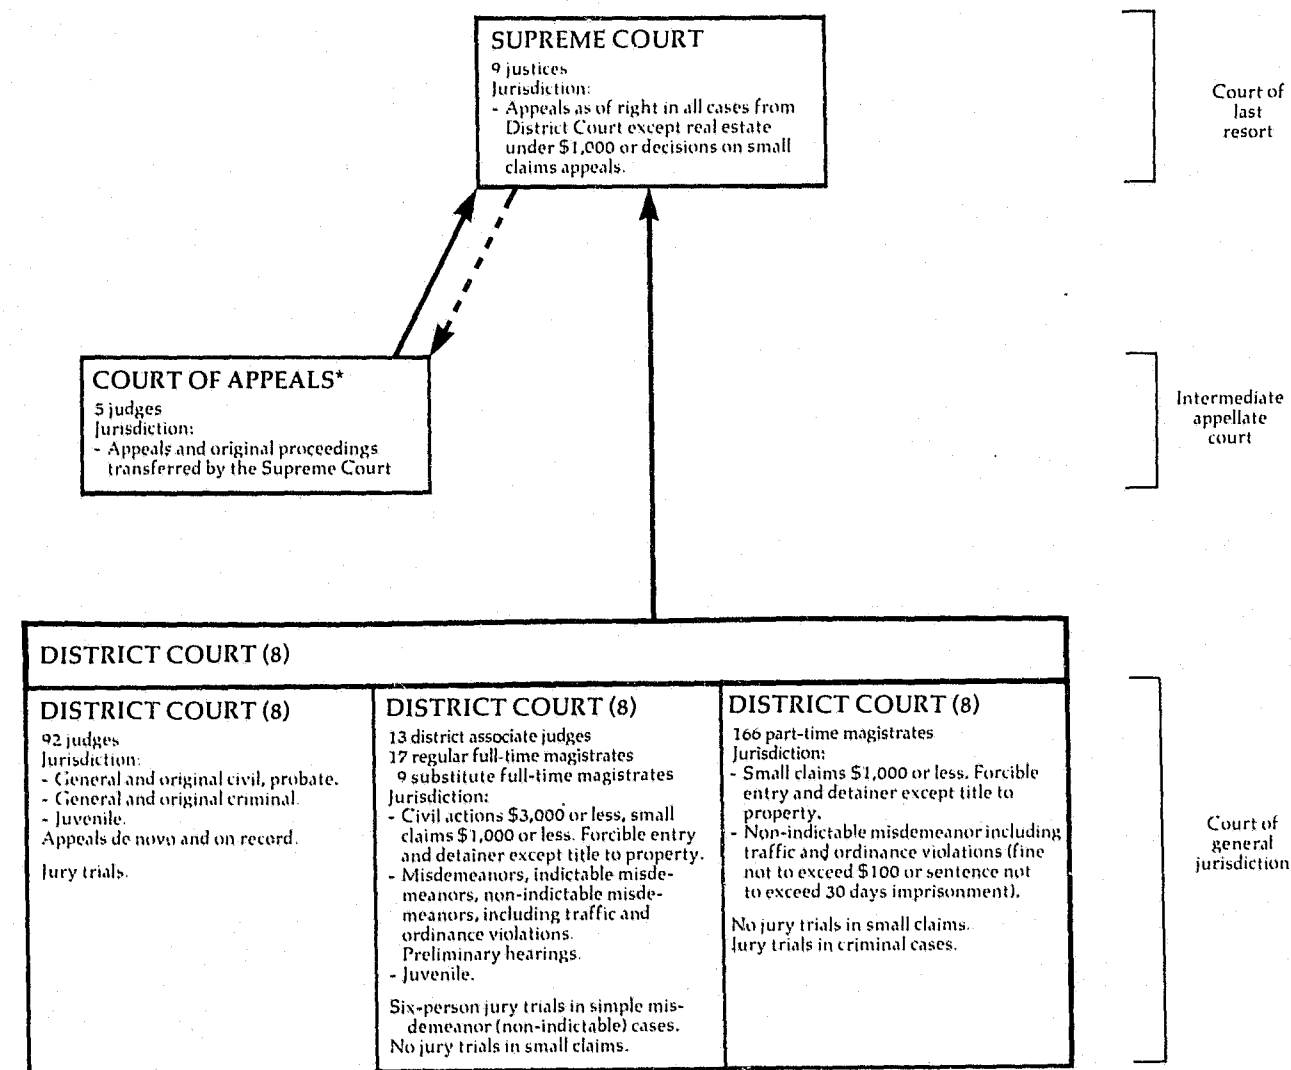 SUPREME COURT
9 justices
Jurisdiction:
- Appeals as of right in all cases from
District Court except real estate
under $1,000 or decisions on small
claims appeals.
Court of
last
resort
COURT OF APPEALS*
5 judges
Jurisdiction:
- Appeals and original proceedings
transferred by the Supreme Court
Intermediate
appellate
court
DISTRICT COURT (8)
DISTRICT COURT (8)
92 judges
Jurisdiction:
- General and original civil, probate.
- General and original criminal.
- Juvenile.
Appeals de novo and on record.
Jury trials.
DISTRICT COURT (8)
13 district associate judges
17 regular full-time magistrates
9 substitute full-time magistrates
Jurisdiction:
- Civil actions $3,000 or less, small
claims $1,000 or less. Forcible entry
and detainer except title to property.
- Misdemeanors, indictable misde-
meanors, non-indictable misde-
meanors, including traffic and
ordinance violations.
Preliminary hearings.
- Juvenile.
Six-person jury trials in simple mis-
demeanor (non-indictable) cases.
No jury trials in small claims.
DISTRICT COURT (8)
166 part-time magistrates
Jurisdiction:
- Small claims $1,000 or less. Forcible
entry and detainer except title to
property.
- Non-indictable misdemeanor including
traffic and ordinance violations (fine
not to exceed $100 or sentence not
to exceed 30 days imprisonment).
No jury trials in small claims.
Jury trials in criminal cases.
Court of
general
jurisdiction